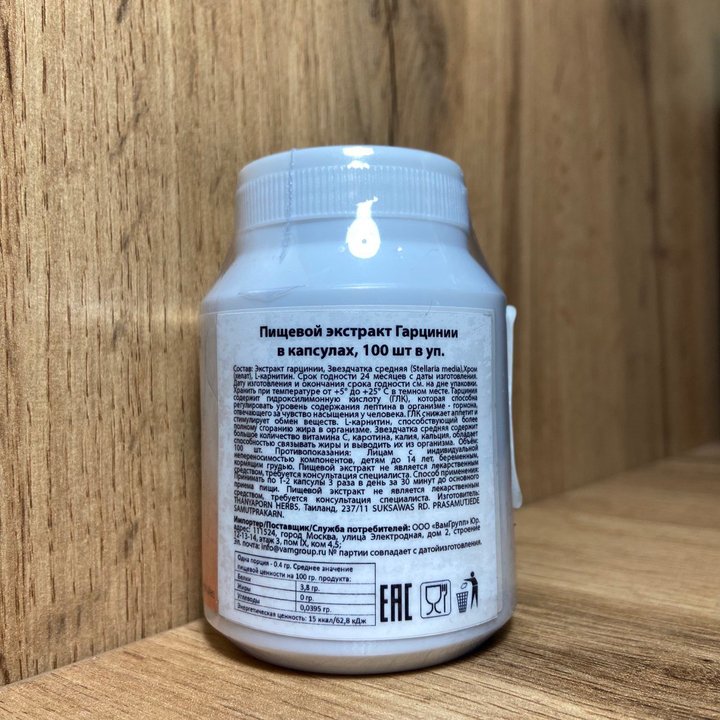 Пищевой экстракт Гарцинии
в капсулах, 100 шт в уп.
Состав: Экстракт гарцинии, Звездчатка средняя (Stellaria media),Хром
(хелат), L-карнитин. Срок годности 24 месяцев с даты изготовления.
Дату изготовления и окончания срока годности см. на дне упаковки.
Хранить при температуре от +5° до +25° С в темном месте. Гарциния
содержит гидроксилимонную кислоту (ГЛК), которая способна
регулировать уровень содержания лептина в организме - гормона,
отвечающего за чувство насыщения у человека. ГЛК снижает аппетит и
стимулирует обмен веществ. L-карнитин, способствующий более
полному сгоранию жира в организме. Звездчатка средняя содержит
большое количество витамина С, каротина, калия, кальция, обладает
способностью связывать жиры и выводить их из организма. Объём:
100 шт. Противопоказания: Лицам с индивидуальной
непереносимостью компонентов, детям до 14 лет, беременным,
кормящим грудью. Пищевой экстракт не является лекарственным
средством, требуется консультация специалиста. Способ применения:
принимать по 1-2 капсулы 3 раза в день за 30 минут до основного
приема пищи. Пищевой экстракт не является лекарственным
средством, требуется консультация специалиста. Изготовитель:
THANYAPORN HERBS, Таиланд, 237/11 SUKSAWAS RD. PRASAMUTJEDE
SAMUTPRAKARN.
Импортер/Поставщик/Служба потребителей: ООО «ВамГрупп» Юр.
адрес: 111524, город Москва, улица Электродная, дом 2, строение
12-13-14, этаж 3, пом IX, ком 4,5;
Эл. почта: info@vamgroup.ru № партии совпадает с датойизготовления.
Одна порция - 0.4 гр. Среднее значение
пищевой ценности на 100 гр. продукта:
Белки 3,8 гр.
Жиры 0 гр.
Углеводы 0,0395 гр.
Энергетическая ценность: 15 ккал/62,8 кДж
EAC